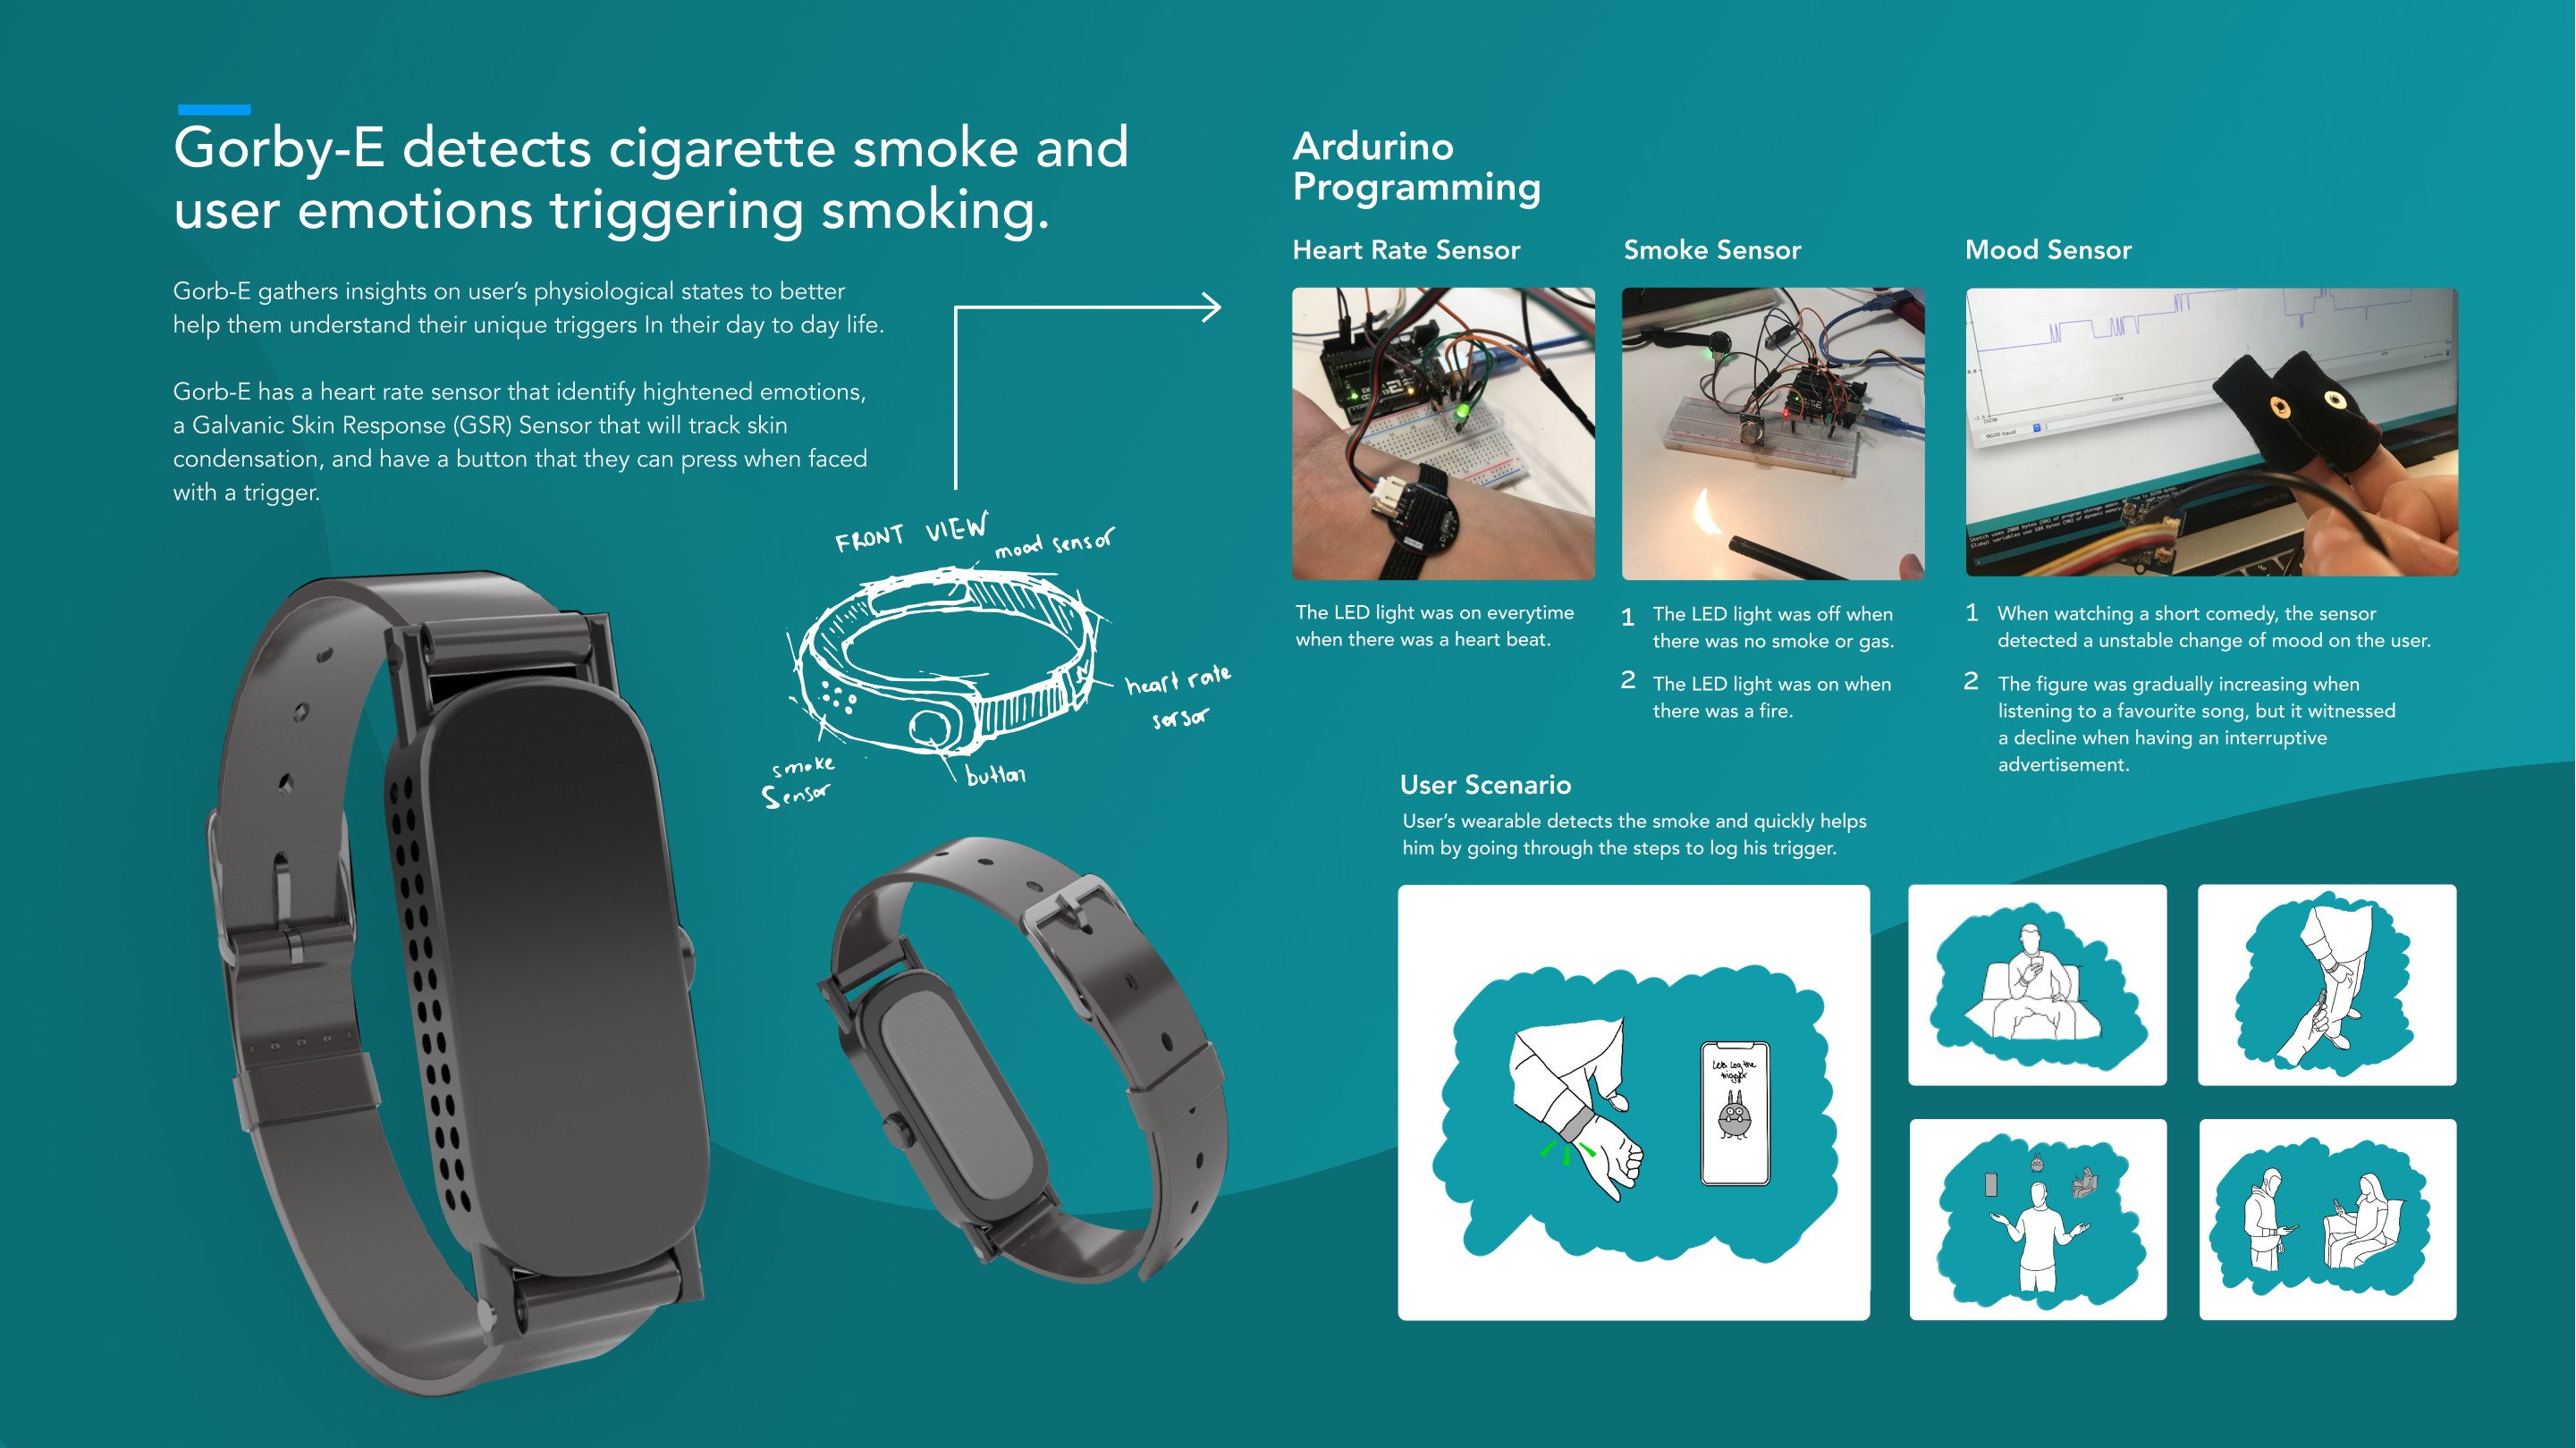 Gorby-E detects cigarette smoke and
user emotions triggering smoking.
Gorb-E gathers insights on user's physiological states to better
help them understand their unique triggers In their day to day life.
Gorb-E has a heart rate sensor that identify hightened emotions,
a Galvanic Skin Response (GSR) Sensor that will track skin
condensation, and have a button that they can press when faced
with a trigger.
FRONT VIEW
mood sensor
heart rate
sersor
smoke
Sensor
button
Ardurino
Programming
Heart Rate Sensor
The LED light was on everytime
when there was a heart beat.
Smoke Sensor
1 The LED light was off when
there was no smoke or gas.
2 The LED light was on when
there was a fire.
Mood Sensor
9600 baud
1 When watching a short comedy, the sensor
detected a unstable change of mood on the user.
2 The figure was gradually increasing when
listening to a favourite song, but it witnessed
a decline when having an interruptive
advertisement.
User Scenario
User's wearable detects the smoke and quickly helps
him by going through the steps to log his trigger.
Lets Log the
trigger